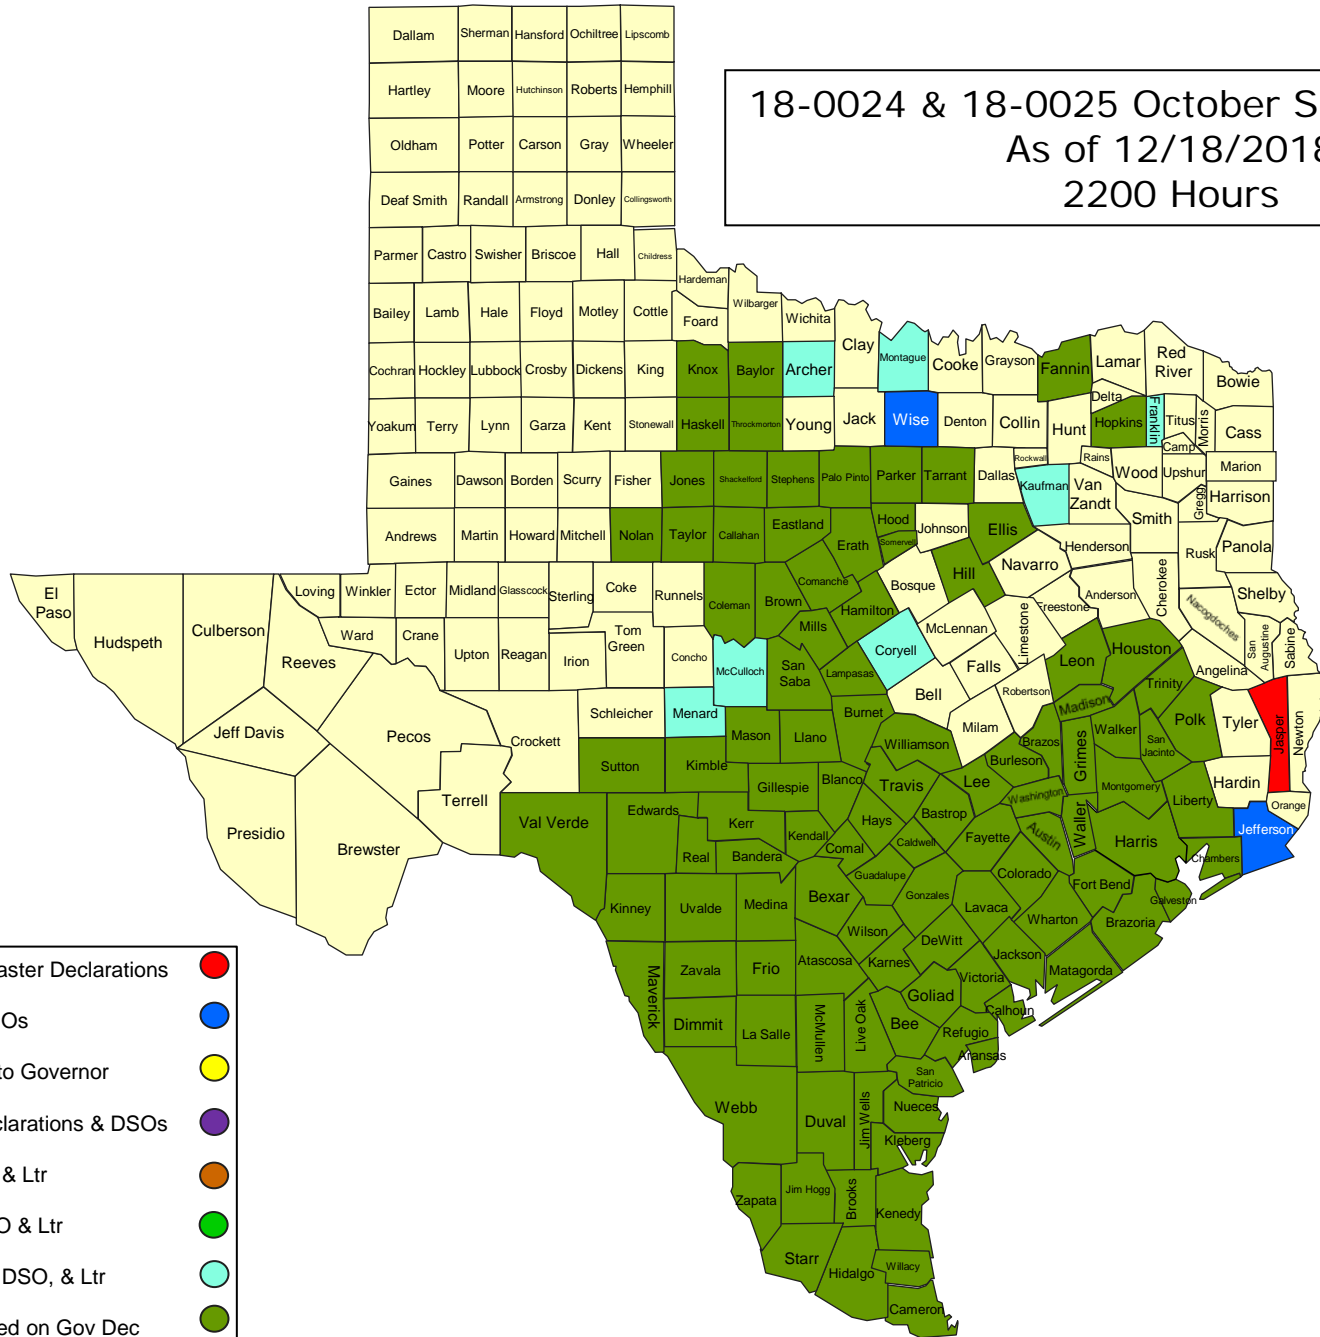 Dallam Sherman Hansford Ochiltree Lipscomb
Hartley Moore Hutchinson Roberts Hemphill
18-0024 & 18-0025 October S
As of 12/18/2018
2200 Hours
Oldham Potter Carson Gray Wheeler
Deaf Smith Randall Armstrong Donley Collingsworth
Parmer Castro Swisher Briscoe Hall Childress
Hardeman
Wilbarger
Bailey Lamb Hale Floyd Motley Cottle Foard Wichita
Clay Montague Cooke Grayson Fannin Lamar Red
River
Bowie
Cochran Hockley Lubbock Crosby Dickens King Knox Baylor Archer
Delta
Yoakum Terry Lynn Garza Kent Stonewall Haskell Throckmorton Young Jack Wise Denton Collin Hunt Hopkins Franklin Titus Morris Cass
Camp
Rockwall Rains
Gaines Dawson Borden Scurry Fisher Jones Shackelford Stephens Palo Pinto Parker Tarrant Dallas Kaufman Van
Zandt
Wood Upshur Marion
Gregg Harrison
Andrews Martin Howard Mitchell Nolan Taylor Callahan Eastland Erath Hood Somervell Johnson Ellis Henderson Smith Rusk Panola
El
Paso
Hudspeth Culberson Reeves Loving Winkler Ector Midland Glasscock Sterling Coke Runnels Coleman Brown Comanche Hamilton Bosque Hill Navarro Freestone Anderson Cherokee Nacogdoches Shelby
Ward Crane Upton Reagan Irion Tom
Green
Concho McCulloch San
Saba
Mills Lampasas Coryell McLennan Limestone Falls Leon Houston Angelina San
Augustine
Sabine
Jeff Davis Pecos Crockett Schleicher Menard Mason Llano Burnet Bell Milam Robertson Madison Trinity Polk Tyler Jasper Newton
Presidio Brewster Terrell Sutton Kimble Gillespie Blanco Williamson Travis Lee Burleson Brazos Grimes Walker San
Jacinto
Hardin
Val Verde Edwards Kerr Real Bandera Kendall Comal Hays Caldwell Bastrop Fayette Washington Austin Waller Montgomery Harris Liberty Orange
Jefferson
Chambers
Kinney Uvalde Medina Bexar Guadalupe Gonzales Lavaca Colorado Wharton Fort Bend Brazoria Galveston
Maverick Zavala Frio Atascosa Wilson Karnes DeWitt Jackson Matagorda
Victoria
Dimmit La Salle McMullen Live Oak Bee Goliad Refugio Calhoun
Aransas
San
Patricio
Webb Duval Jim Wells Nueces
Kleberg
Zapata Jim Hogg Brooks Kenedy
Starr Hidalgo Willacy
Cameron
aster Declarations
Os
to Governor
clarations & DSOs
& Ltr
O & Ltr
DSO, & Ltr
ed on Gov Dec